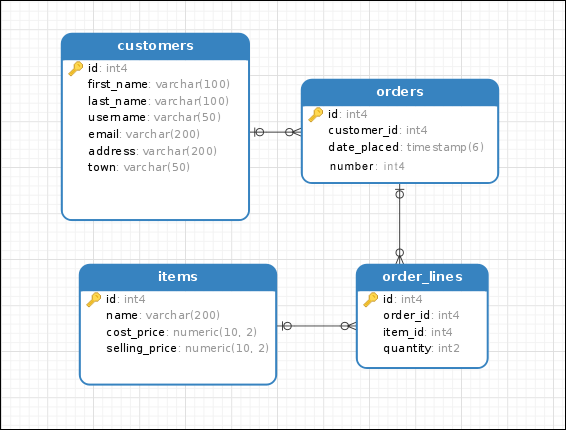 customers
id: int4
first_name: varchar(100)
last_name: varchar(100)
username: varchar(50)
email: varchar(200)
address: varchar(200)
town: varchar(50)
orders
id: int4
customer_id: int4
date_placed: timestamp(6)
number: int4
items
id: int4
name: varchar(200)
cost_price: numeric(10, 2)
selling_price: numeric(10, 2)
order_lines
id: int4
order_id: int4
item_id: int4
quantity: int2